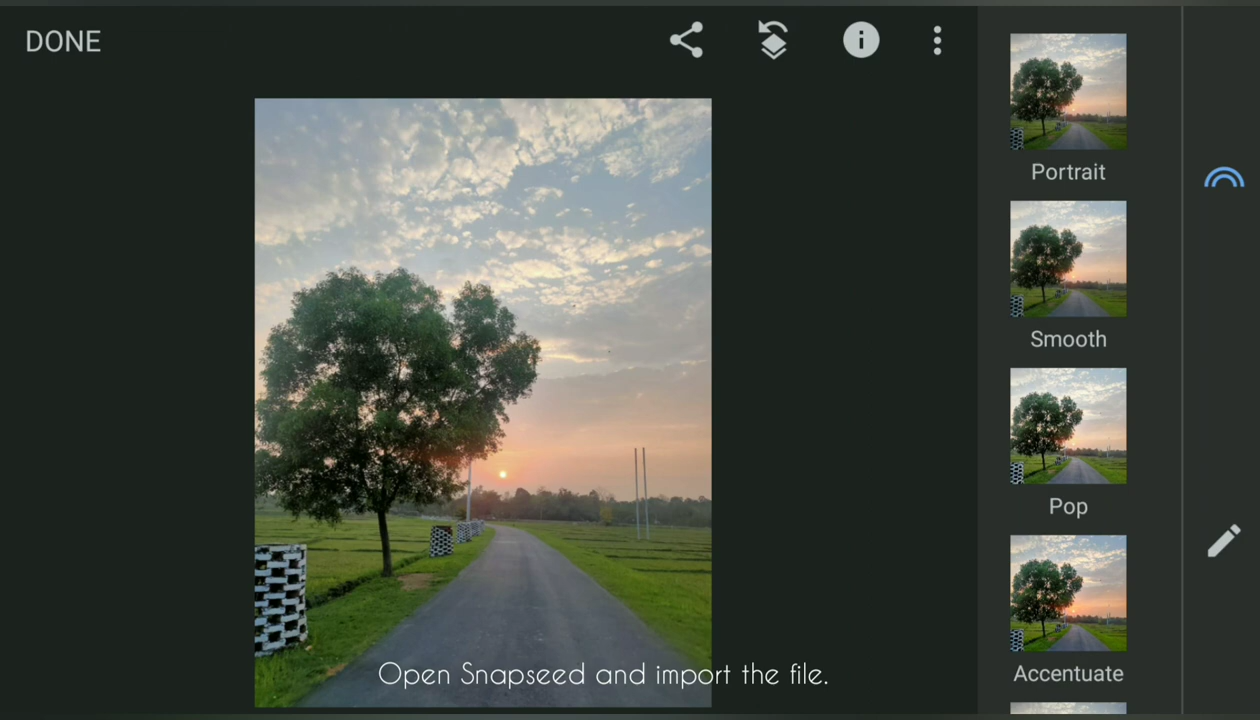 DONE
Portrait
Smooth
Pop
Accentuate
Open Snapseed and import the file.